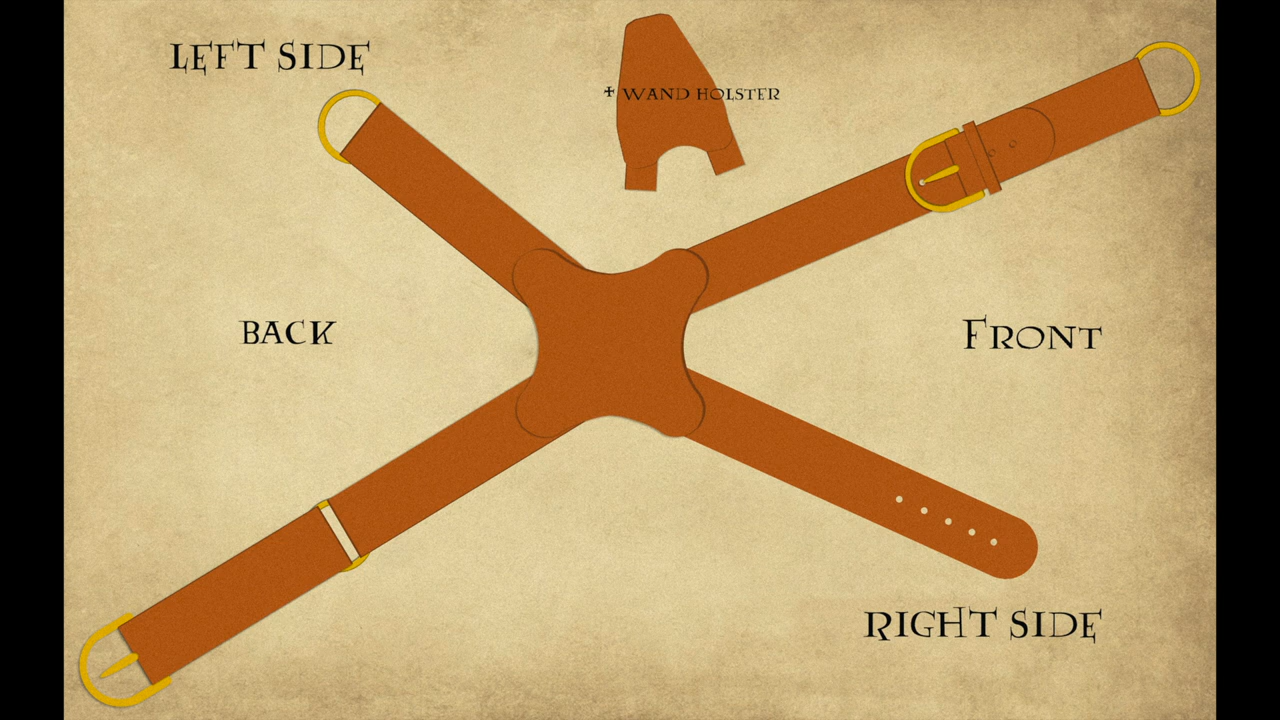 LEFT SIDE
✠ WAND HOLSTER
BACK
FRONT
RIGHT SIDE